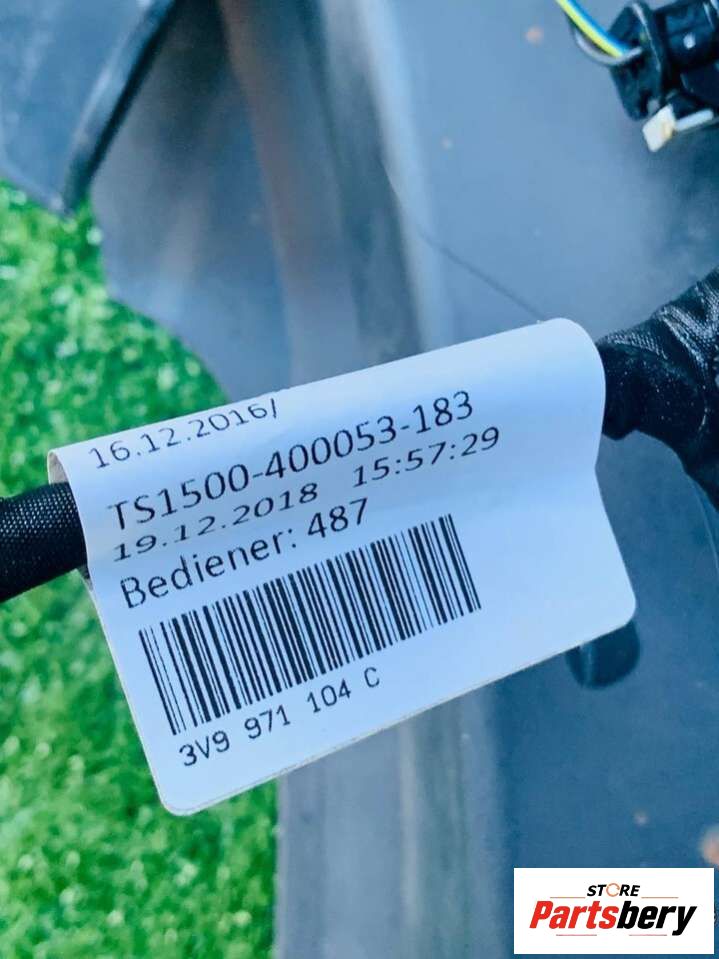 16.12.2016/
TS1500-400053-183
19.12.2018 15:57:29
Bediener: 487
3V9 971 104 C
STORE
Partsbery